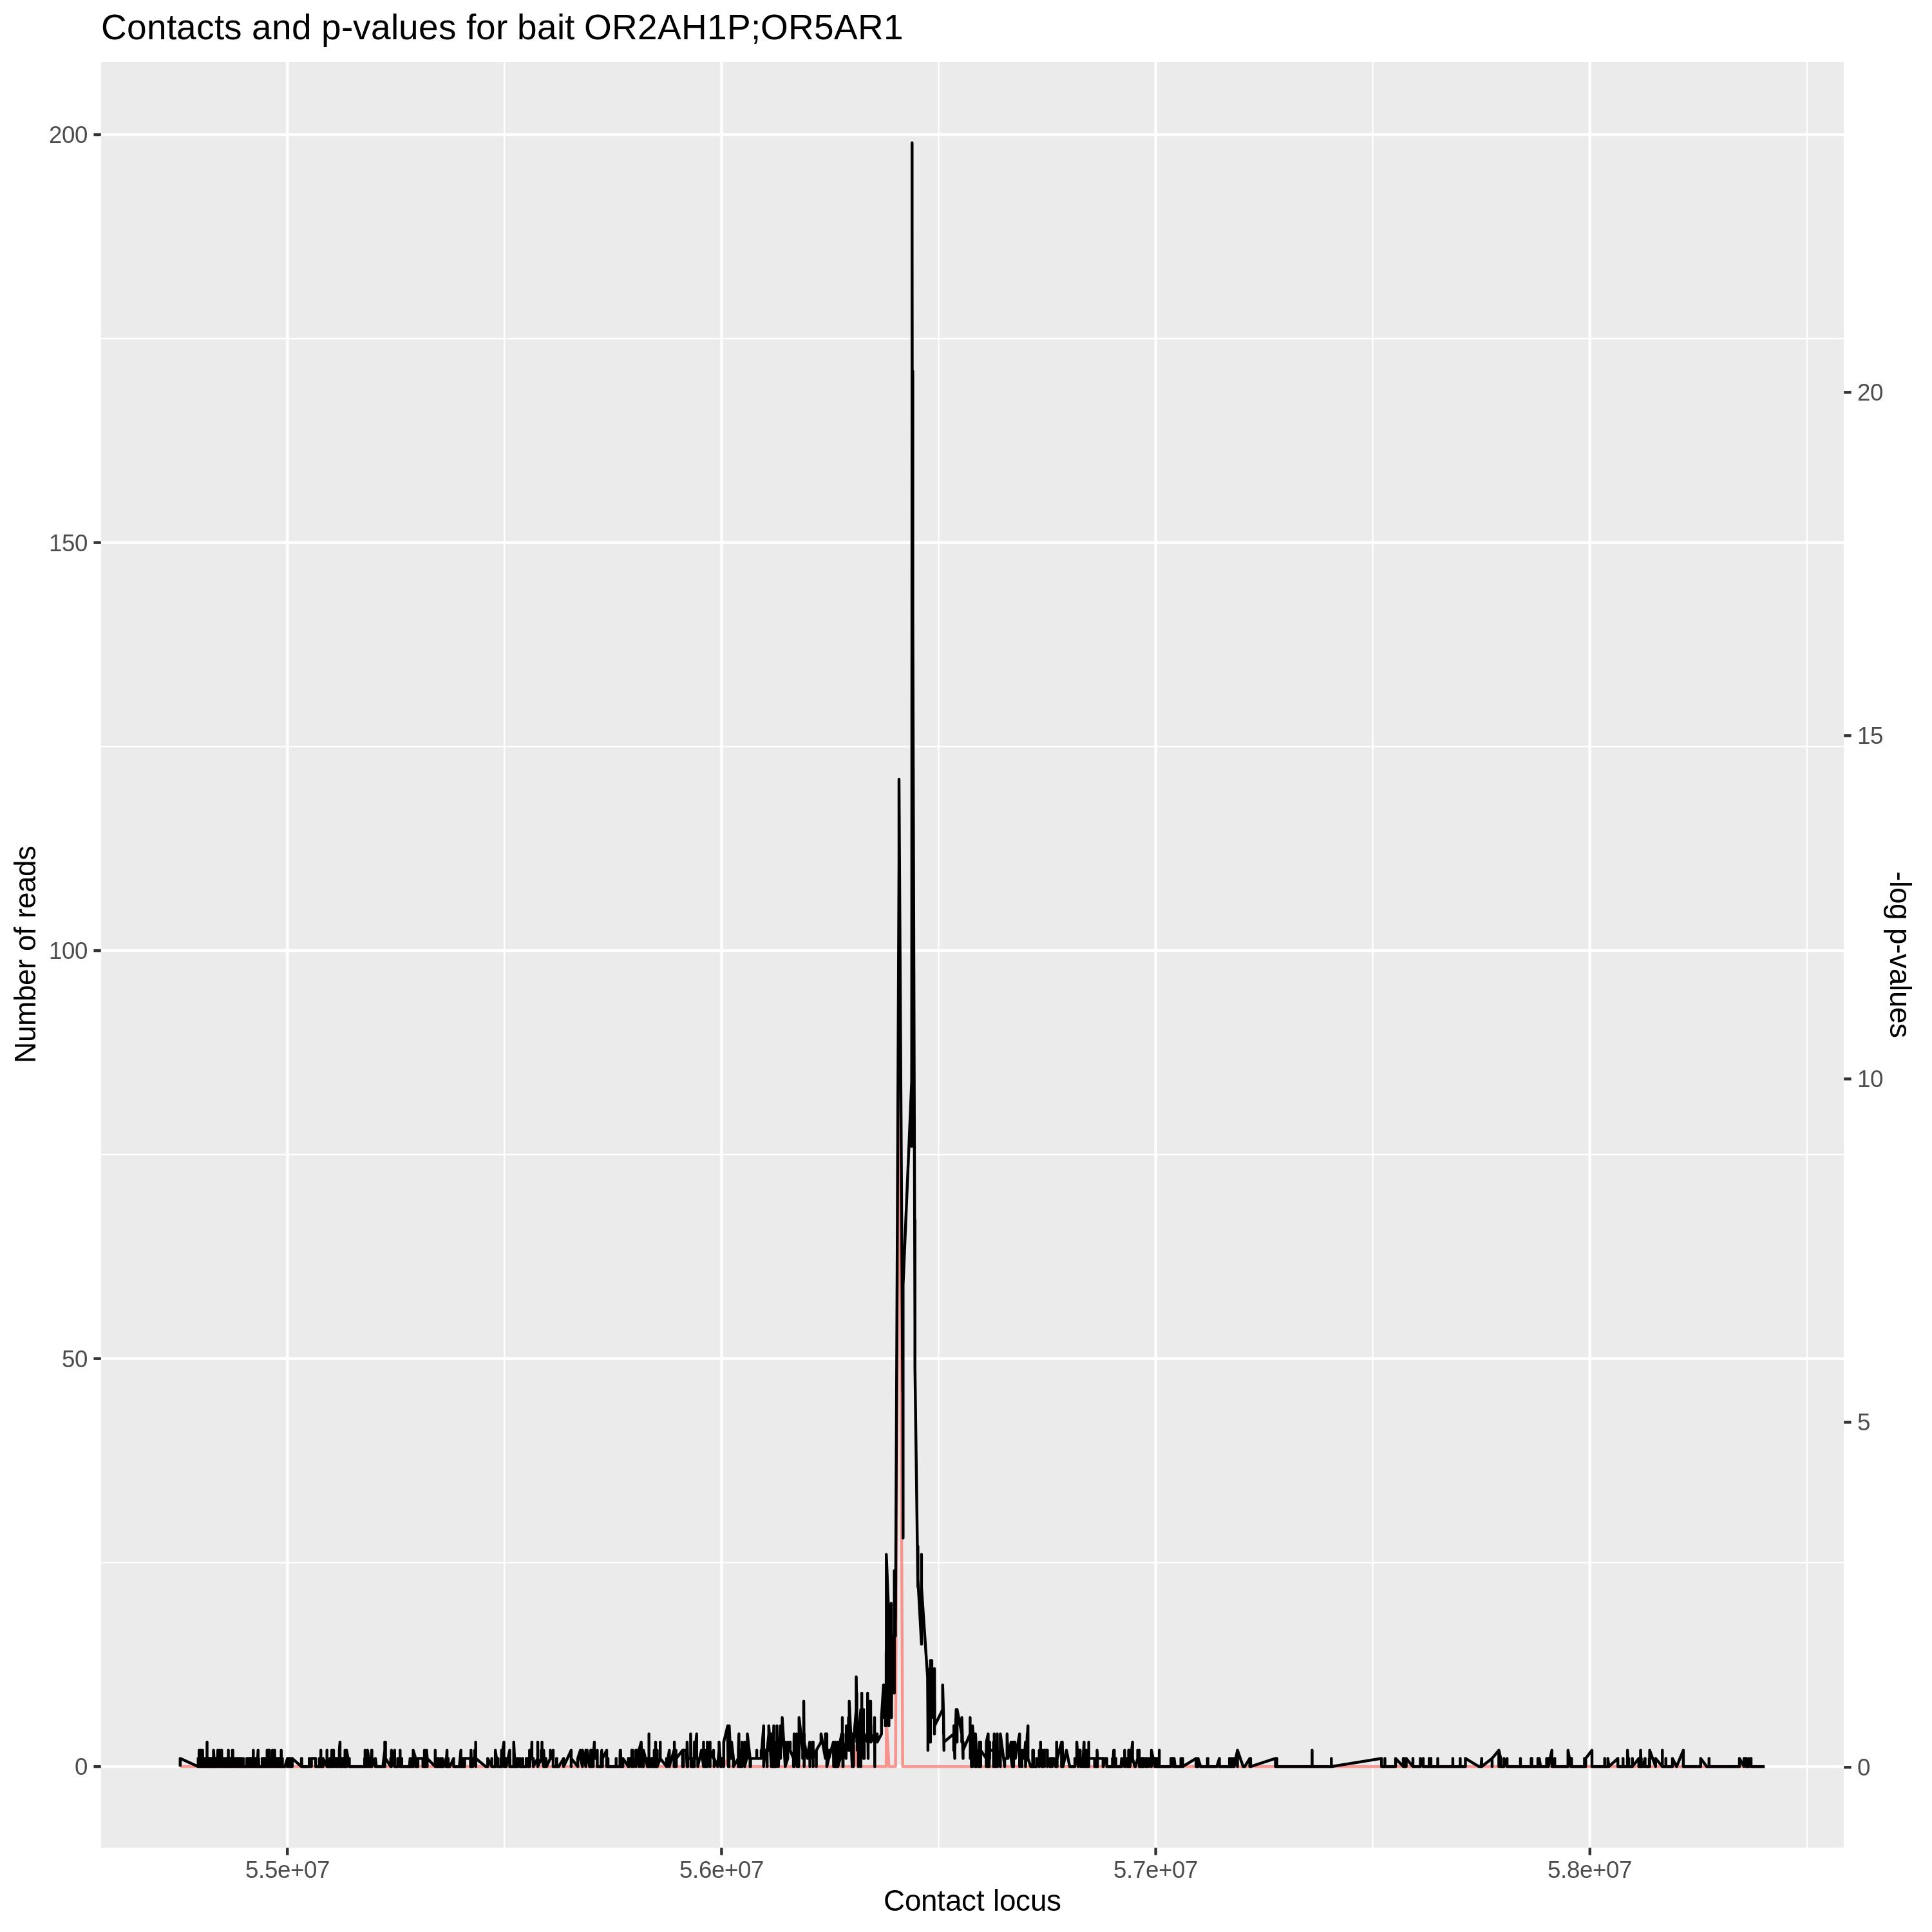 Contacts and p-values for bait OR2AH1P;OR5AR1
200
150
100
50
0
Number of reads
20
15
10
5
0
-log p-values
5.5e+07
5.6e+07
5.7e+07
5.8e+07
Contact locus